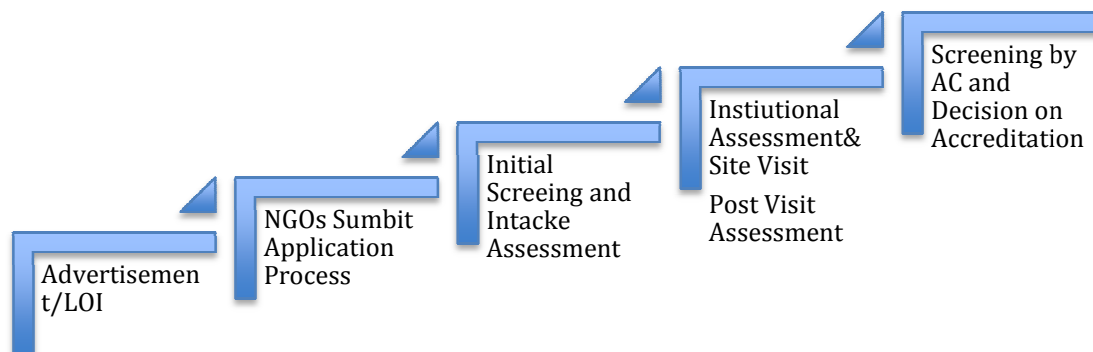 Advertisemen
t/LOI
NGOs Sumbit
Application
Process
Initial
Screeing and
Intacke
Assessment
Instiutional
Assessment&
Site Visit
Post Visit
Assessment
Screening by
AC and
Decision on
Accreditation